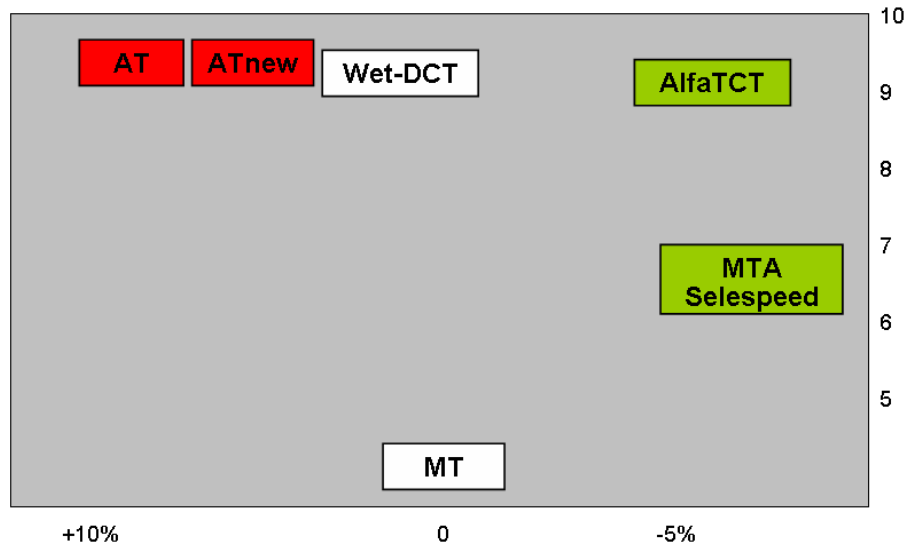 10
AT
ATnew
Wet-DCT
AlfaTCT
9
8
7
MTA
Selespeed
6
5
MT
+10%
0
-5%